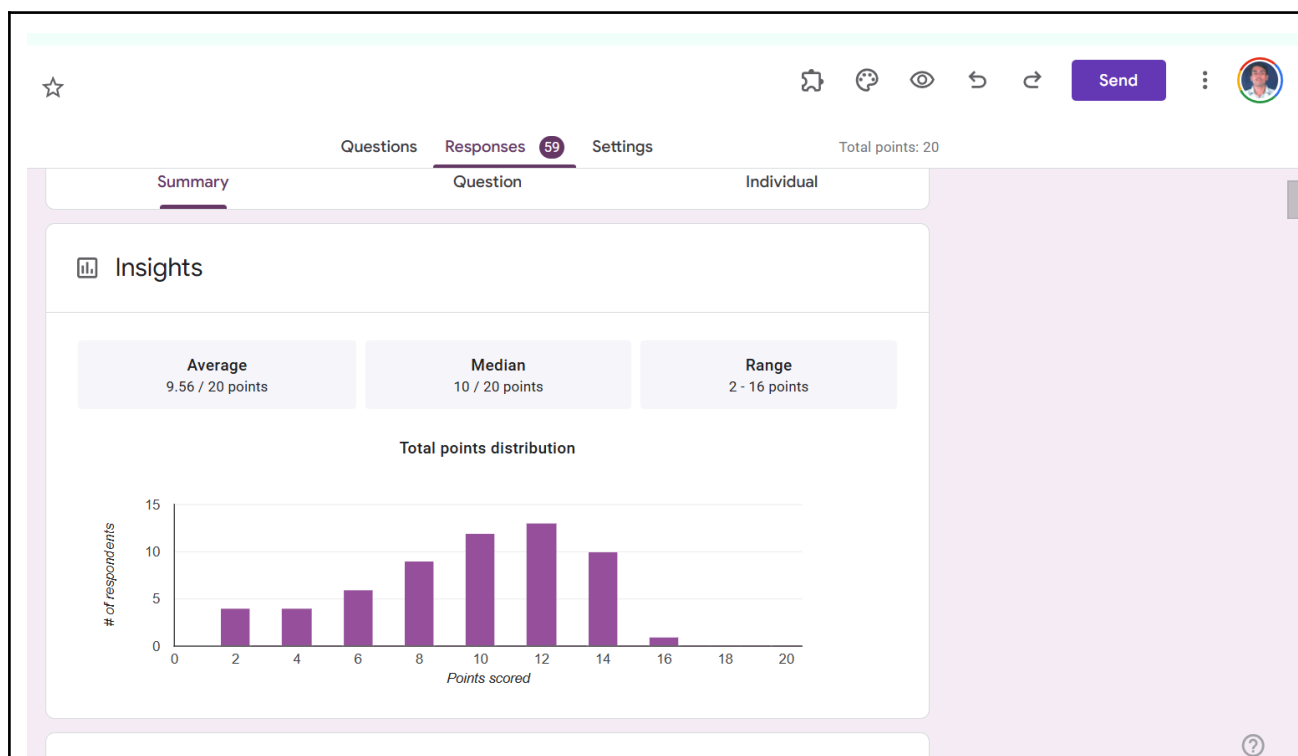 Send
Questions Responses 59 Settings Total points: 20
Summary Question Individual
Insights
Average Median Range
9.56 / 20 points 10 / 20 points 2 - 16 points
Total points distribution
15
10
5
0
# of respondents
0 2 4 6 8 10 12 14 16 18 20
Points scored